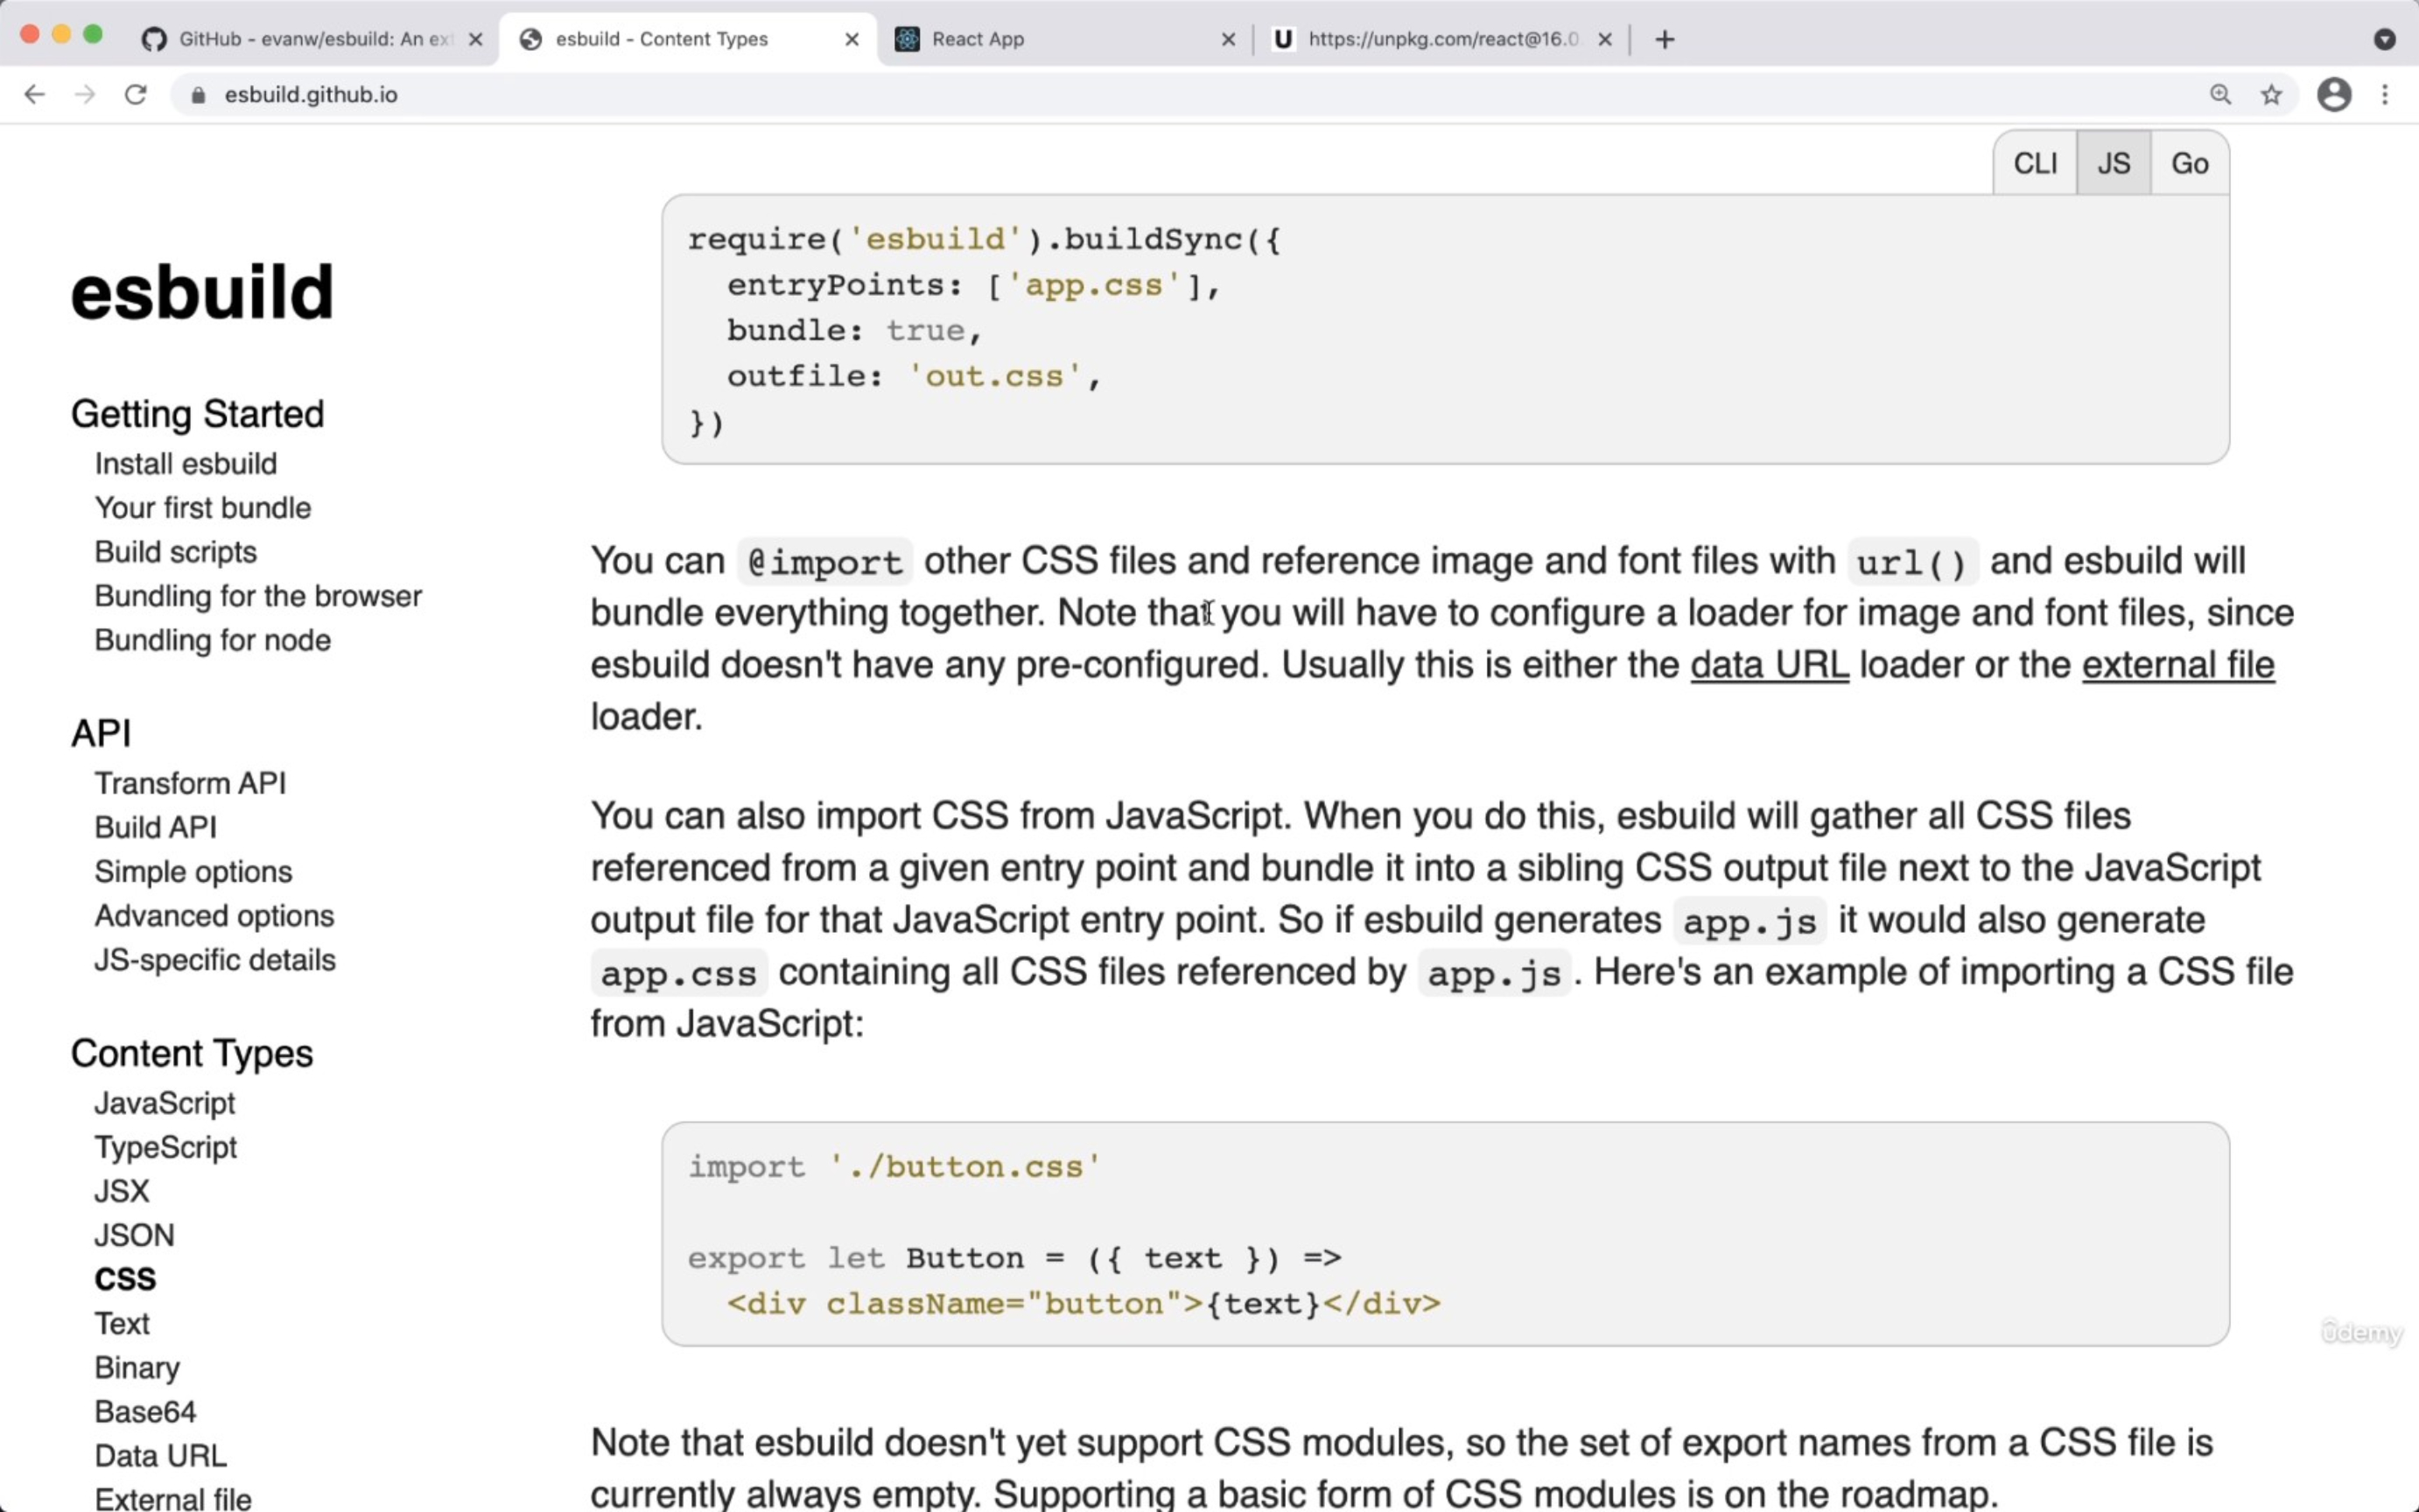 GitHub - evanw/esbuild: An ext
esbuild - Content Types
React App
U https://unpkg.com/react@16.0.
esbuild.github.io
CLI JS Go
require('esbuild').buildSync({
entryPoints: ['app.css'],
bundle: true,
outfile: 'out.css',
})
esbuild
Getting Started
Install esbuild
Your first bundle
Build scripts
Bundling for the browser
Bundling for node
API
Transform API
Build API
Simple options
Advanced options
JS-specific details
Content Types
JavaScript
TypeScript
JSX
JSON
CSS
Text
Binary
Base64
Data URL
External file
You can @import other CSS files and reference image and font files with url() and esbuild will
bundle everything together. Note that you will have to configure a loader for image and font files, since
esbuild doesn't have any pre-configured. Usually this is either the data URL loader or the external file
loader.
You can also import CSS from JavaScript. When you do this, esbuild will gather all CSS files
referenced from a given entry point and bundle it into a sibling CSS output file next to the JavaScript
output file for that JavaScript entry point. So if esbuild generates app.js it would also generate
app.css containing all CSS files referenced by app.js. Here's an example of importing a CSS file
from JavaScript:
import './button.css'
export let Button = ({ text }) =>
<div className="button">{text}</div>
Note that esbuild doesn't yet support CSS modules, so the set of export names from a CSS file is
currently always empty. Supporting a basic form of CSS modules is on the roadmap.
ûdemy